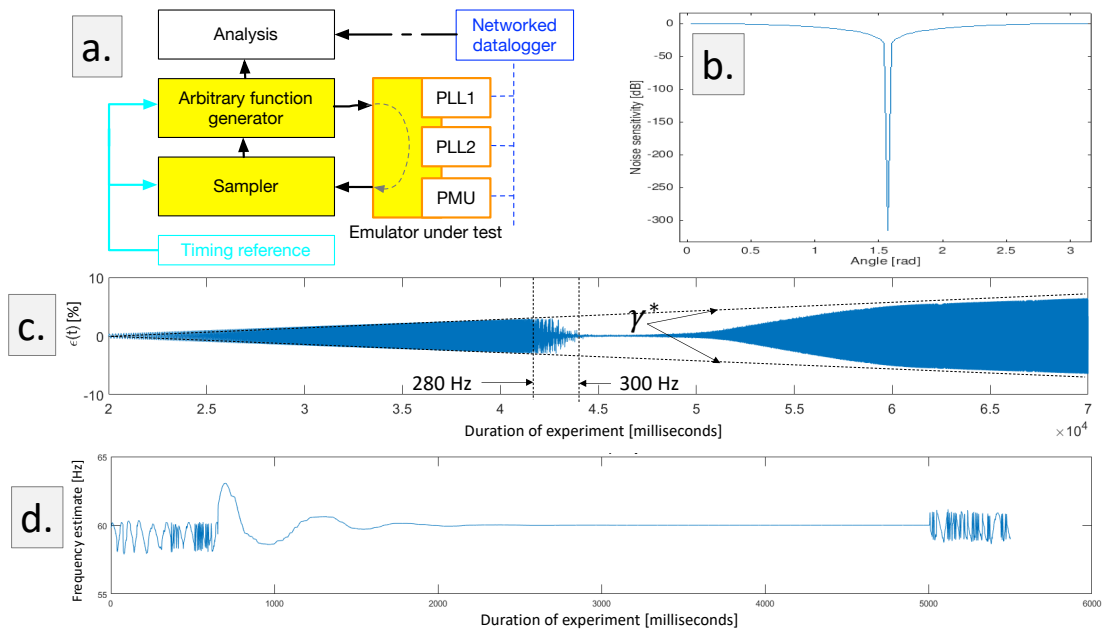 a.
Analysis
Networked
datalogger
Arbitrary function
generator
PLL1
PLL2
Sampler
PMU
Emulator under test
Timing reference
b.
Noise sensitivity [dB]
0
-50
-100
-150
-200
-250
-300
0
0.5
1
1.5
2
2.5
3
Angle [rad]
c.
ϵ(t) [%]
10
0
-10
γ*
280 Hz
300 Hz
2
2.5
3
3.5
4
4.5
5
5.5
6
6.5
7
Duration of experiment [milliseconds]
× 10⁴
d.
Frequency estimate [Hz]
65
60
55
0
1000
2000
3000
4000
5000
6000
Duration of experiment [milliseconds]